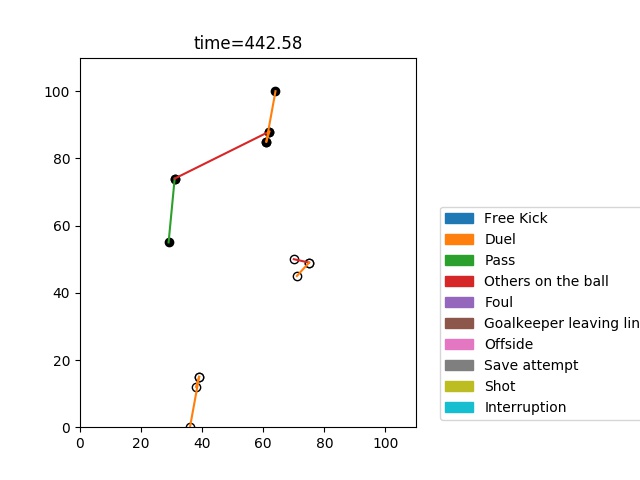 time=442.58
100
80
60
40
20
0
0 20 40 60 80 100
Free Kick
Duel
Pass
Others on the ball
Foul
Goalkeeper leaving lin
Offside
Save attempt
Shot
Interruption